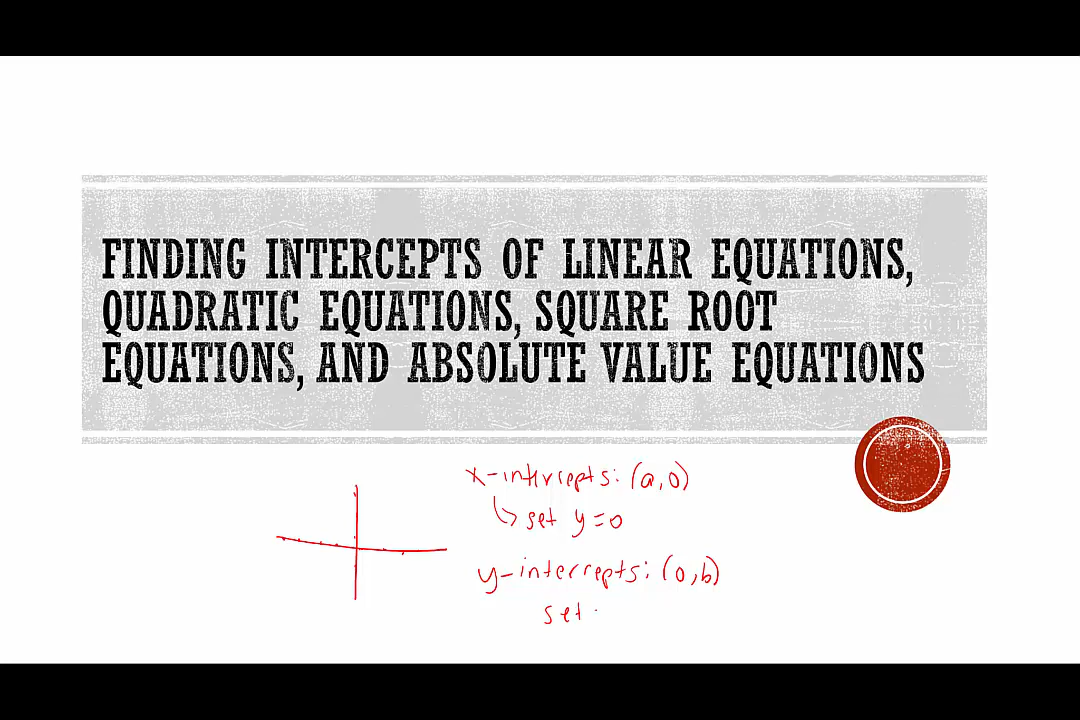 FINDING INTERCEPTS OF LINEAR EQUATIONS,
QUADRATIC EQUATIONS, SQUARE ROOT
EQUATIONS, AND ABSOLUTE VALUE EQUATIONS
x-intercepts: (a,0)
↳ set y=0
y-intercepts: (0,b)
set